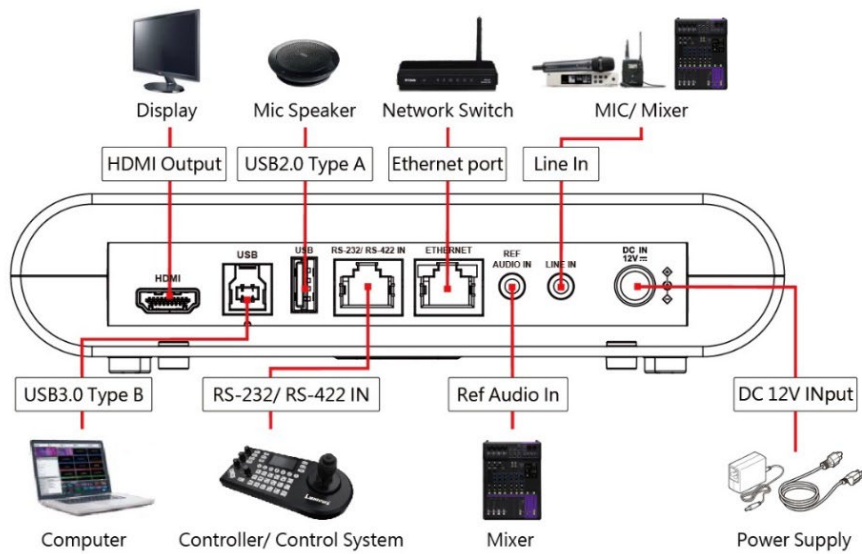 Display
Mic Speaker
Network Switch
MIC/ Mixer
HDMI Output
USB2.0 Type A
Ethernet port
Line In
HDMI
USB
USB
RS-232/ RS-422 IN
ETHERNET
REF
AUDIO IN
LINE IN
DC IN
12V
USB3.0 Type B
RS-232/ RS-422 IN
Ref Audio In
DC 12V INput
Lumens
Computer
Controller/ Control System
Mixer
Power Supply